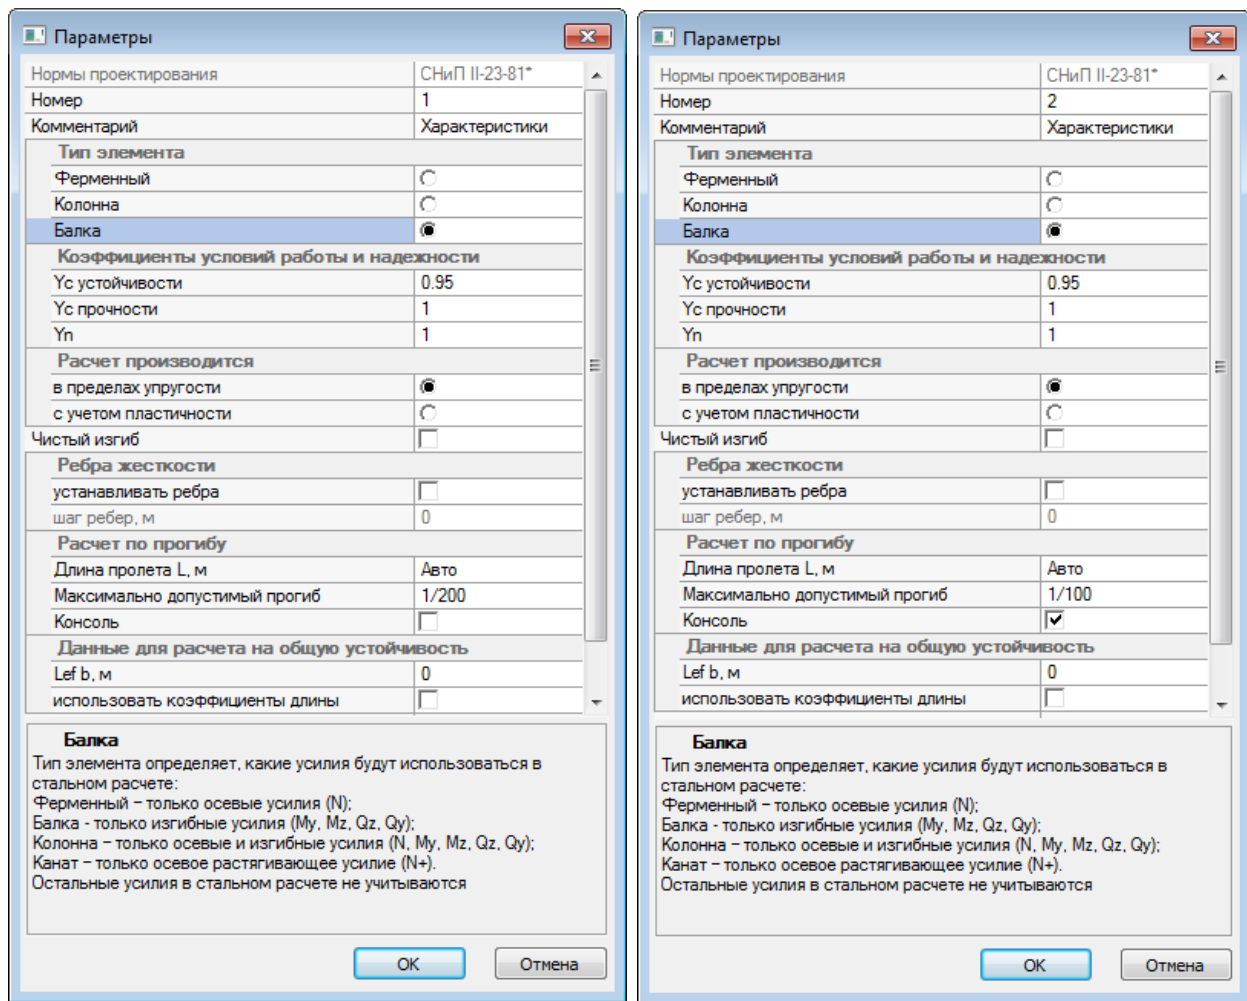 Параметры
Нормы проектирования СНиП II-23-81*
Номер 1
Комментарий Характеристики
Тип элемента
Ферменный
Колонна
Балка
Коэффициенты условий работы и надежности
Yc устойчивости 0.95
Yc прочности 1
Yn 1
Расчет производится
в пределах упругости
с учетом пластичности
Чистый изгиб
Ребра жесткости
устанавливать ребра
шаг ребер, м 0
Расчет по прогибу
Длина пролета L, м Авто
Максимально допустимый прогиб 1/200
Консоль
Данные для расчета на общую устойчивость
Lef b, м 0
использовать коэффициенты длины
Балка
Тип элемента определяет, какие усилия будут использоваться в
стальном расчете:
Ферменный – только осевые усилия (N);
Балка - только изгибные усилия (My, Mz, Qz, Qy);
Колонна – только осевые и изгибные усилия (N, My, Mz, Qz, Qy);
Канат – только осевое растягивающее усилие (N+).
Остальные усилия в стальном расчете не учитываются
OK Отмена
Параметры
Нормы проектирования СНиП II-23-81*
Номер 2
Комментарий Характеристики
Тип элемента
Ферменный
Колонна
Балка
Коэффициенты условий работы и надежности
Yc устойчивости 0.95
Yc прочности 1
Yn 1
Расчет производится
в пределах упругости
с учетом пластичности
Чистый изгиб
Ребра жесткости
устанавливать ребра
шаг ребер, м 0
Расчет по прогибу
Длина пролета L, м Авто
Максимально допустимый прогиб 1/100
Консоль
Данные для расчета на общую устойчивость
Lef b, м 0
использовать коэффициенты длины
Балка
Тип элемента определяет, какие усилия будут использоваться в
стальном расчете:
Ферменный – только осевые усилия (N);
Балка - только изгибные усилия (My, Mz, Qz, Qy);
Колонна – только осевые и изгибные усилия (N, My, Mz, Qz, Qy);
Канат – только осевое растягивающее усилие (N+).
Остальные усилия в стальном расчете не учитываются
OK Отмена